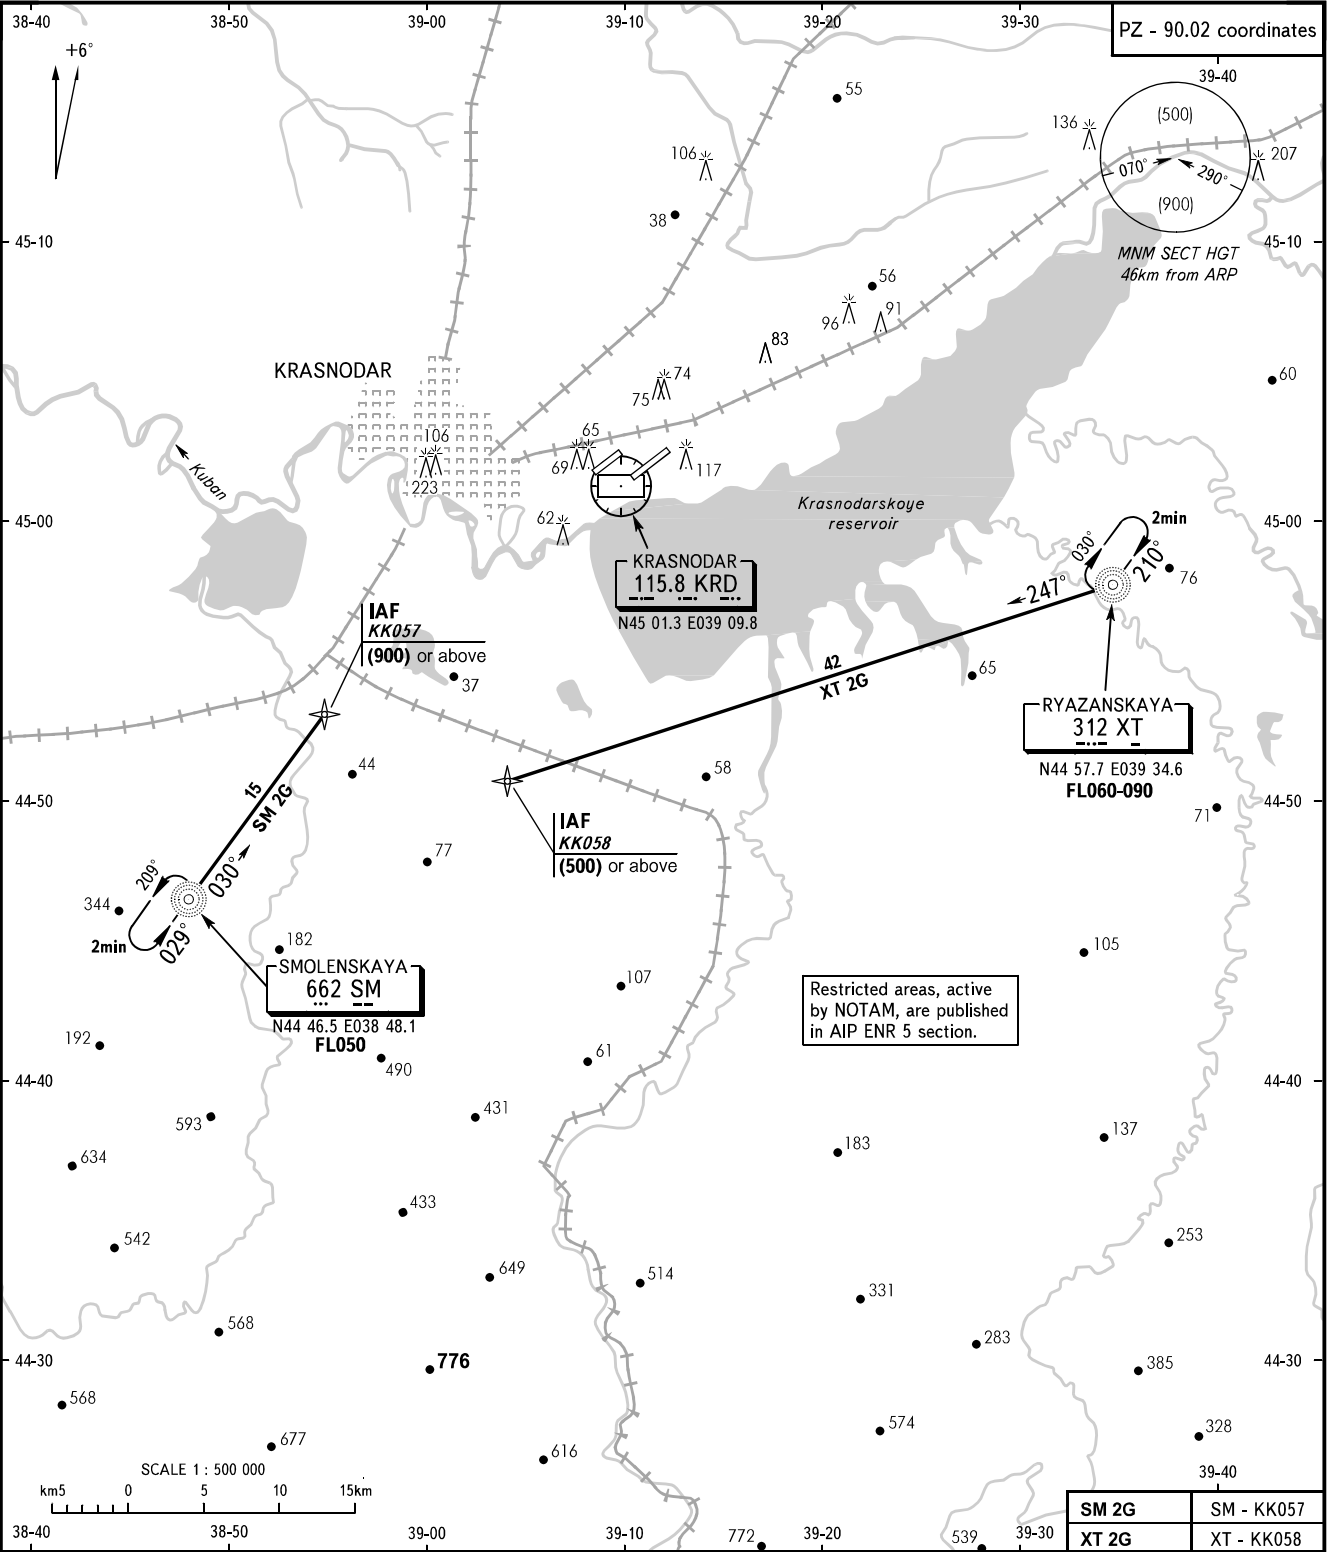 38-40
38-50
39-00
39-10
39-20
39-30
PZ - 90.02 coordinates
39-40
+6°
55
136
(500)
207
070°
290°
(900)
106
38
45-10
45-10
MNM SECT HGT
46km from ARP
56
96
91
83
KRASNODAR
74
75
60
106
65
69
117
223
Kuban
62
Krasnodarskaye
reservoir
45-00
45-00
2min
030°
210°
76
KRASNODAR
115.8 KRD
N45 01.3 E039 09.8
247°
IAF
KK057
(900) or above
37
42
XT 2G
65
RYAZANSKAYA
312 XT
N44 57.7 E039 34.6
FL060-090
44
58
15
SM 2G
44-50
44-50
71
IAF
KK058
(500) or above
77
209°
030°
344
2min
029°
182
105
SMOLENSKAYA
662 SM
N44 46.5 E038 48.1
FL050
107
Restricted areas, active
by NOTAM, are published
in AIP ENR 5 section.
192
490
61
44-40
44-40
593
431
137
183
634
433
542
253
649
514
331
568
283
776
44-30
44-30
385
568
574
328
677
616
39-40
SCALE 1 : 500 000
km5 0 5 10 15km
SM 2G SM - KK057
38-40
38-50
39-00
39-10
772
39-20
539
39-30
XT 2G XT - KK058